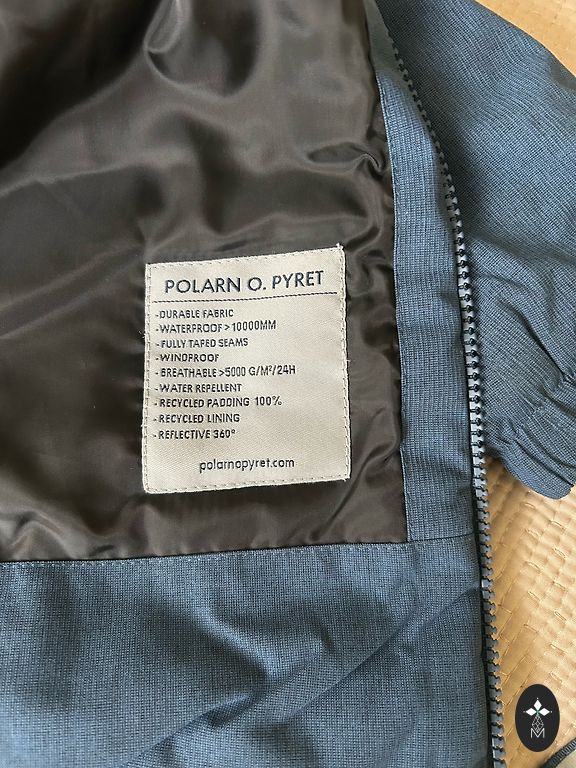 POLARN O. PYRET
-DURABLE FABRIC
-WATERPROOF >10000MM
-FULLY TAPED SEAMS
-WINDPROOF
-BREATHABLE >5000 G/M²/24H
-WATER REPELLENT
-RECYCLED PADDING 100%
-RECYCLED LINING
-REFLECTIVE 360°
polarnopyret.com